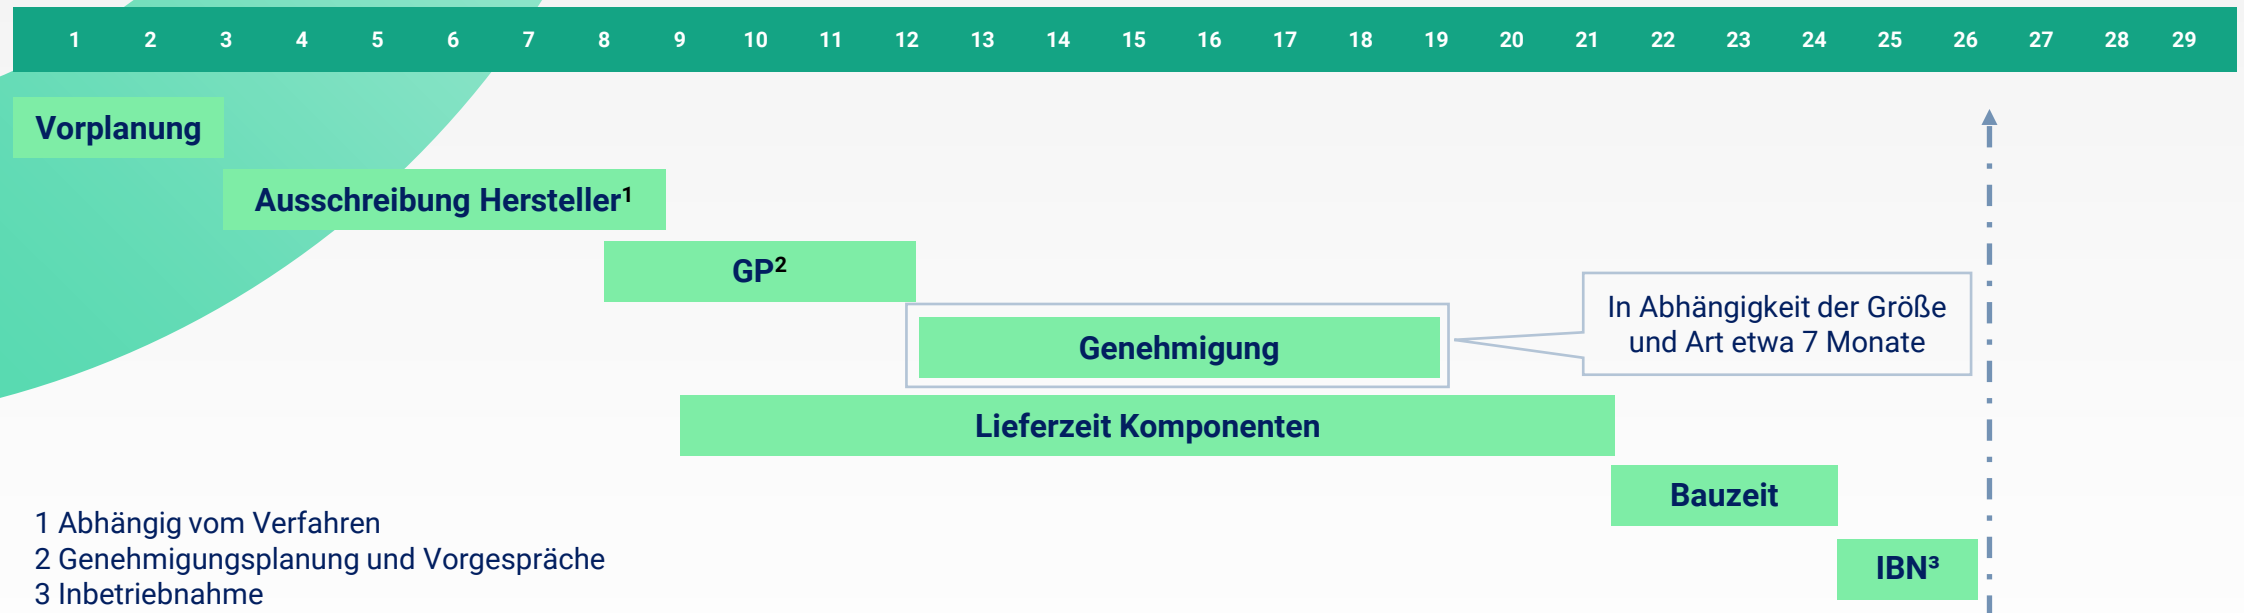 1 2 3 4 5 6 7 8 9 10 11 12 13 14 15 16 17 18 19 20 21 22 23 24 25 26 27 28 29
Vorplanung
Ausschreibung Hersteller¹
GP²
In Abhängigkeit der Größe
und Art etwa 7 Monate
Genehmigung
Lieferzeit Komponenten
Bauzeit
IBN³
1 Abhängig vom Verfahren
2 Genehmigungsplanung und Vorgespräche
3 Inbetriebnahme